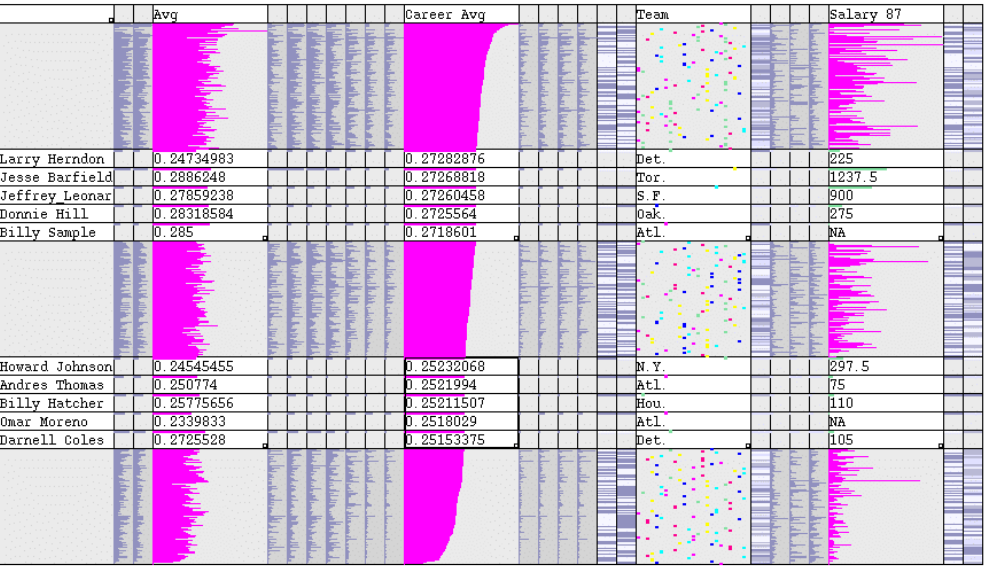 Avg Career Avg Team Salary 87
Larry Herndon 0.24734983 0.27282876 Det. 225
Jesse Barfield 0.2886248 0.27268818 Tor. 1237.5
Jeffrey_Leonar 0.27859238 0.27260458 S.F. 900
Donnie Hill 0.28318584 0.2725564 Oak. 275
Billy Sample 0.285 0.2718601 Atl. NA
Howard Johnson 0.24545455 0.25232068 N.Y. 297.5
Andres Thomas 0.250774 0.2521994 Atl. 75
Billy Hatcher 0.25775656 0.25211507 Hou. 110
Omar Moreno 0.2339833 0.2518029 Atl. NA
Darnell Coles 0.2725528 0.25153375 Det. 105